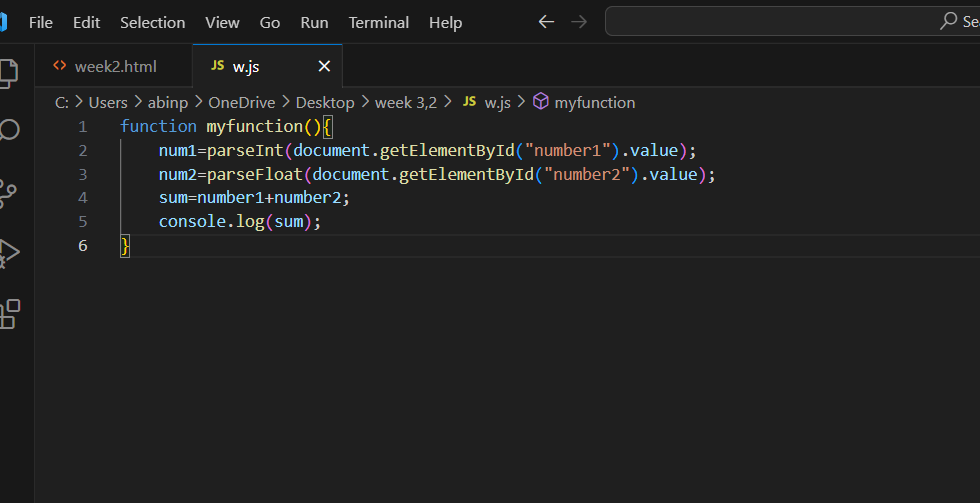 File Edit Selection View Go Run Terminal Help ← → Se
<> week2.html JS w.js ×
C: > Users > abinp > OneDrive > Desktop > week 3,2 > JS w.js > myfunction
1 function myfunction(){
2     num1=parseInt(document.getElementById("number1").value);
3     num2=parseFloat(document.getElementById("number2").value);
4     sum=number1+number2;
5     console.log(sum);
6 }